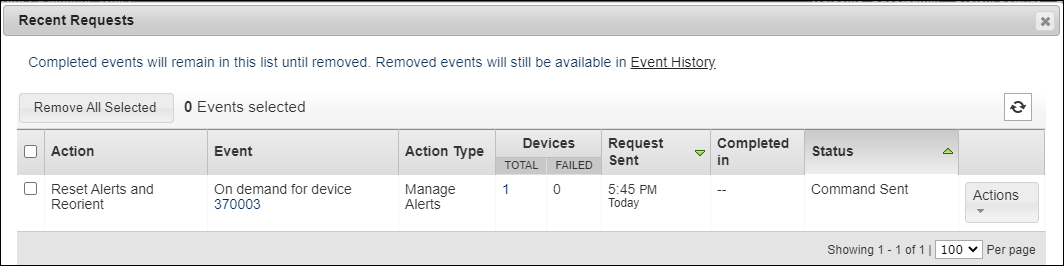 Recent Requests
Completed events will remain in this list until removed. Removed events will still be available in Event History
Remove All Selected 0 Events selected
Action Event Action Type Devices TOTAL FAILED Request Sent Completed in Status
Reset Alerts and Reorient On demand for device 370003 Manage Alerts 1 0 5:45 PM Today -- Command Sent Actions
Showing 1 - 1 of 1 | 100 Per page